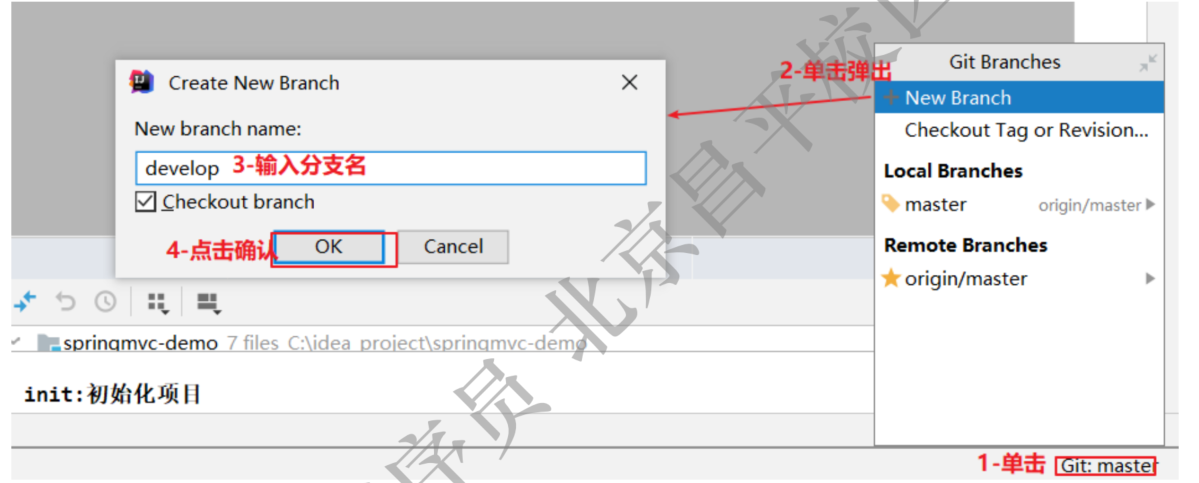 Create New Branch
New branch name:
develop 3-输入分支名
Checkout branch
4-点击确认 OK Cancel
2-单击弹出
Git Branches
New Branch
Checkout Tag or Revision...
Local Branches
master origin/master
Remote Branches
origin/master
springmvc-demo 7 files C:\idea_project\springmvc-demo
init:初始化项目
1-单击 Git: master
序员 北京昌平校区